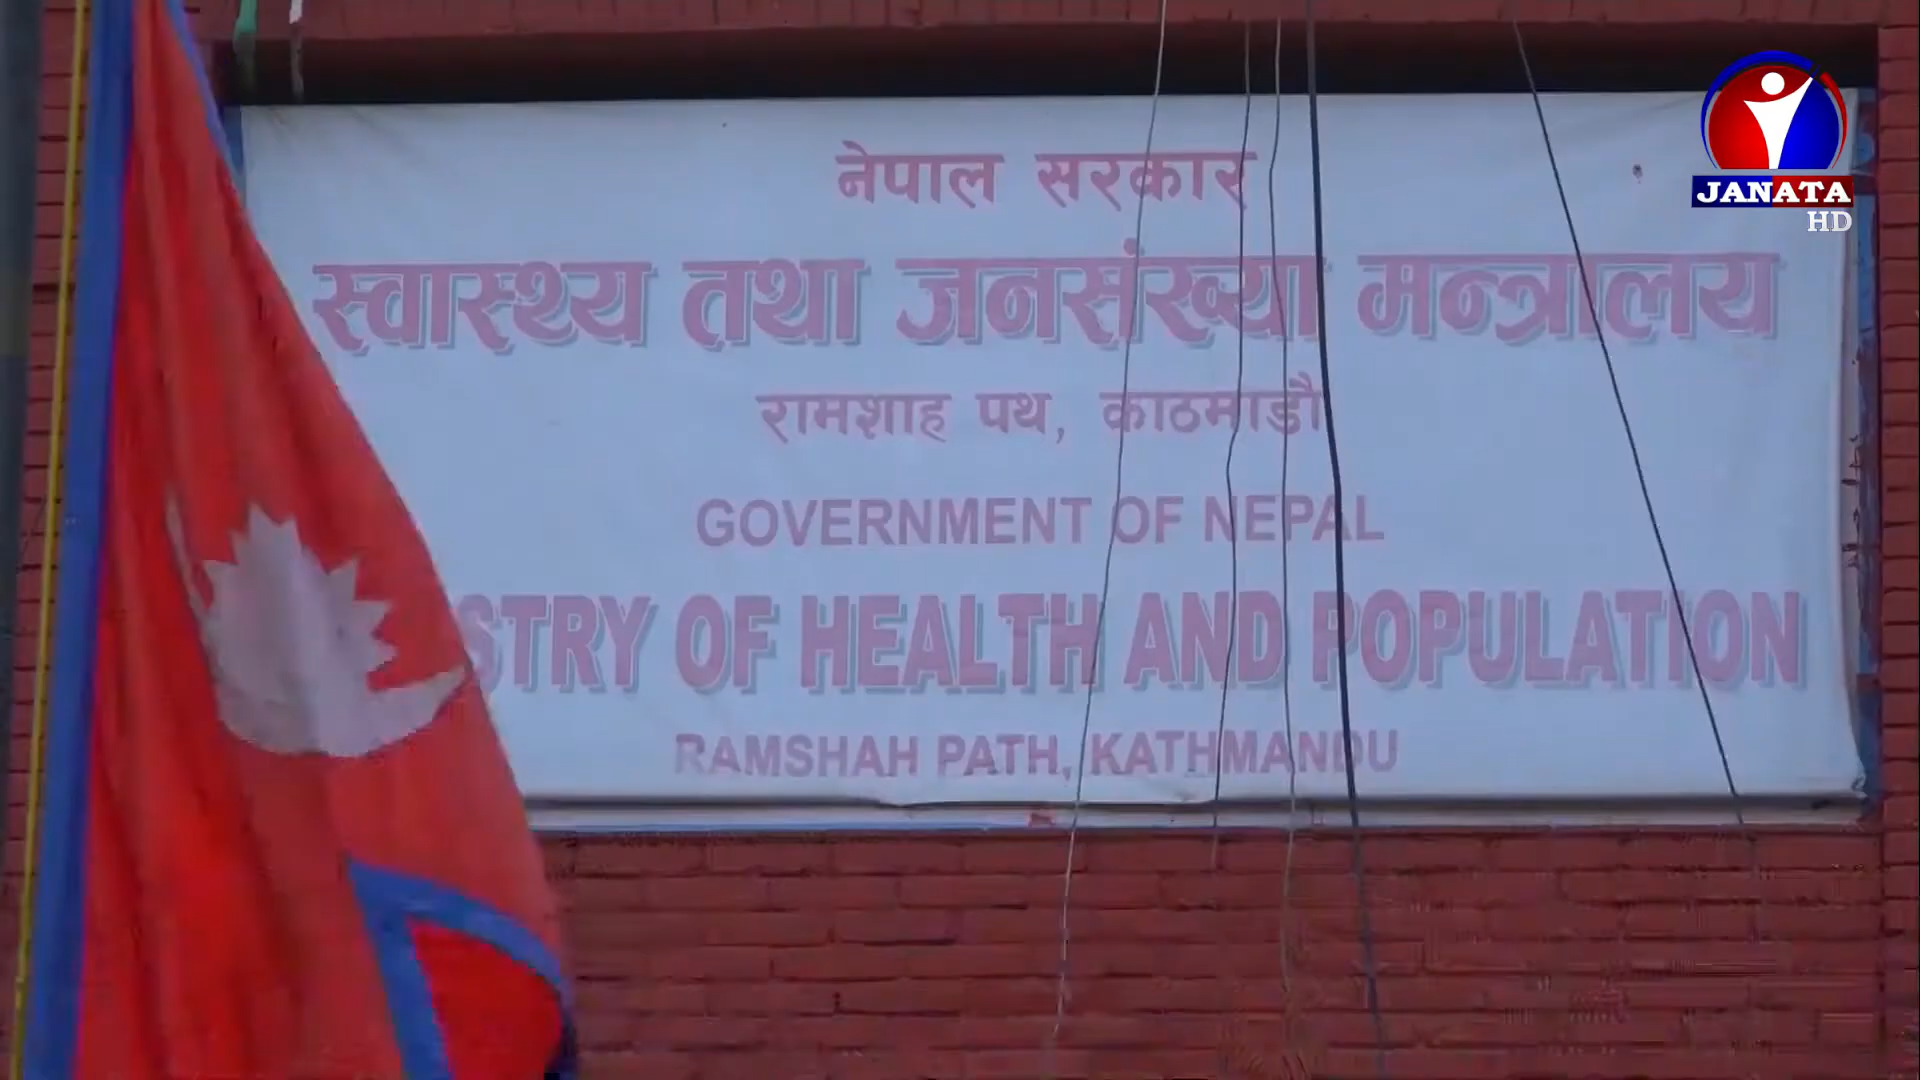 नेपाल सरकार
स्वास्थ्य तथा जनसंख्या मन्त्रालय
रामशाह पथ, काठमाडौं
GOVERNMENT OF NEPAL
STRY OF HEALTH AND POPULATION
RAMSHAH PATH, KATHMANDU
JANATA
HD